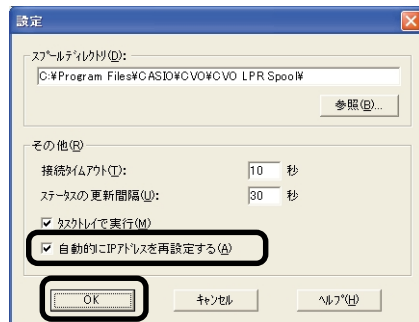 設定
ｽﾌﾟｰﾙﾃﾞｨﾚｸﾄﾘ(D):
C:¥Program Files¥CASIO¥CVO¥CVO LPR Spool¥
参照(B)...
その他(R)
接続ﾀｲﾑｱｳﾄ(T): 10 秒
ｽﾃｰﾀｽの更新間隔(U): 30 秒
ﾀｽｸﾄﾚｲで実行(M)
自動的にIPｱﾄﾞﾚｽを再設定する(A)
OK ｷｬﾝｾﾙ ﾍﾙﾌﾟ(H)